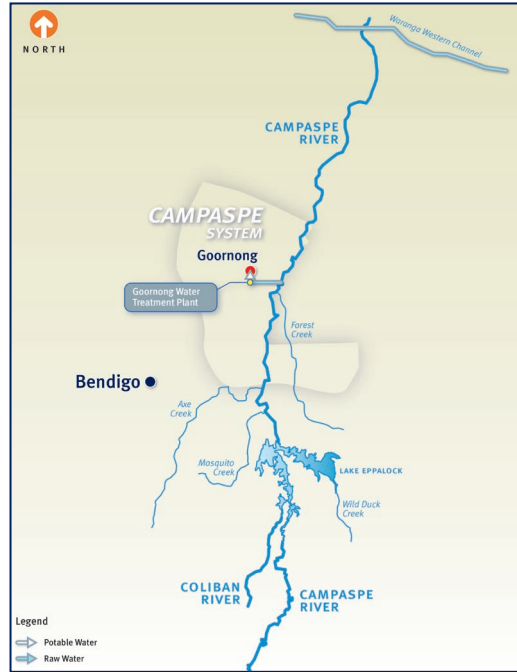 NORTH
Waranga Western Channel
CAMPASPE
RIVER
CAMPASPE
SYSTEM
Goornong
Goornong Water
Treatment Plant
Forest
Creek
Bendigo
Axe
Creek
Mosquito
Creek
LAKE EPPALOCK
Wild Duck
Creek
COLIBAN
RIVER
CAMPASPE
RIVER
Legend
Potable Water
Raw Water